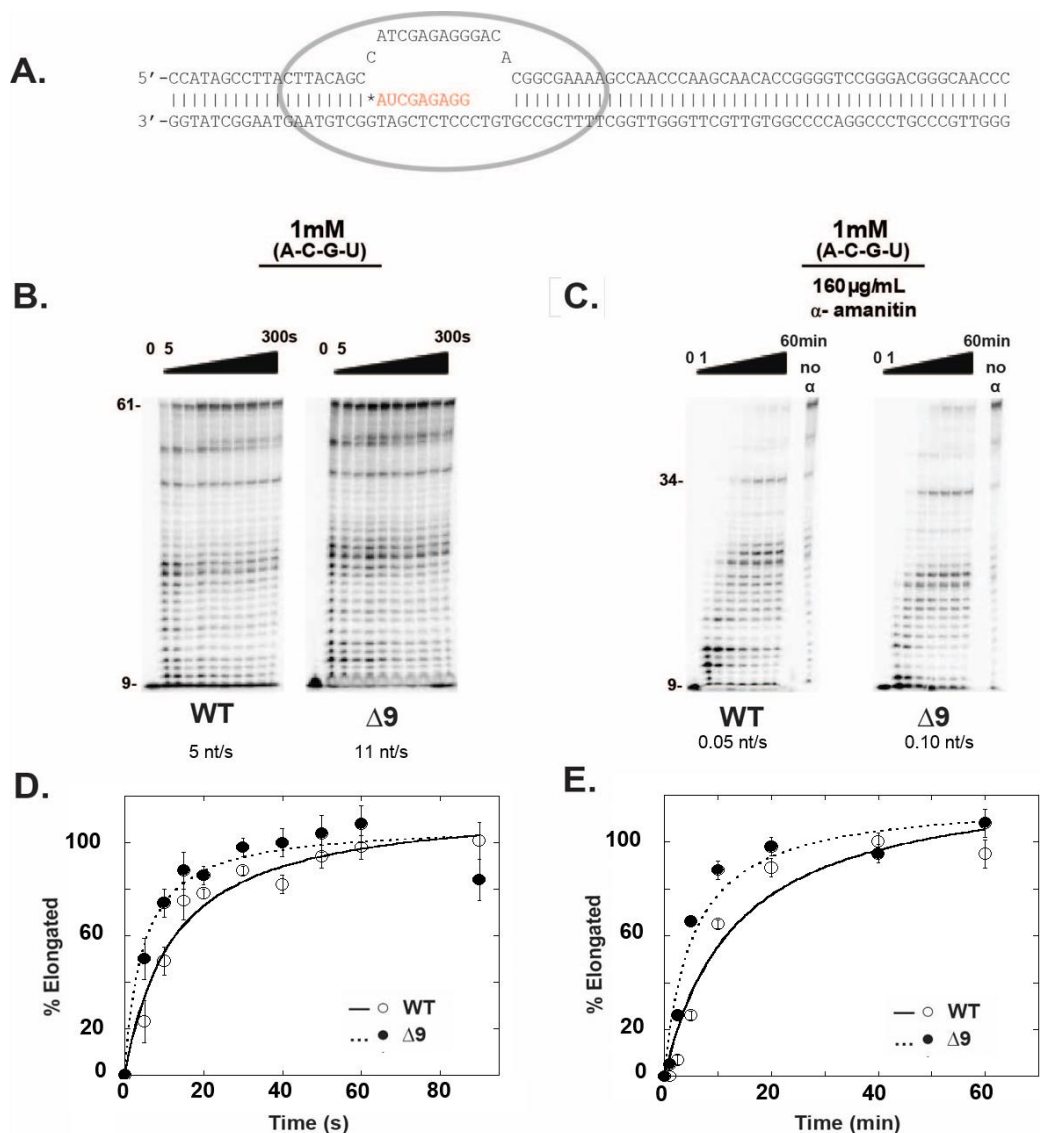 A.
ATCGAGAGGGAC
C A
5'-CCATAGCCTTACTTACAGC CGGCGAAAAGCCAACCCAAGCAACACCGGGGTCCGGGACGGGCAACCC
*AUCGAGAGG
3'-GGTATCGGAATGAATGTCGGTAGCTCTCCCTGTGCCGCTTTTCGGTTGGGTTCGTTGTGGCCCCAGGCCCTGCCCGTTGGG
1mM
(A-C-G-U)
B.
0 5 300s
0 5 300s
61-
9-
WT
5 nt/s
Δ9
11 nt/s
1mM
(A-C-G-U)
160µg/mL
α- amanitin
C.
0 1 60min
no
α
0 1 60min
no
α
34-
9-
WT
0.05 nt/s
Δ9
0.10 nt/s
D.
% Elongated
100
60
20
0
0 20 40 60 80
Time (s)
WT
Δ9
E.
% Elongated
100
60
20
0
0 20 40 60
Time (min)
WT
Δ9